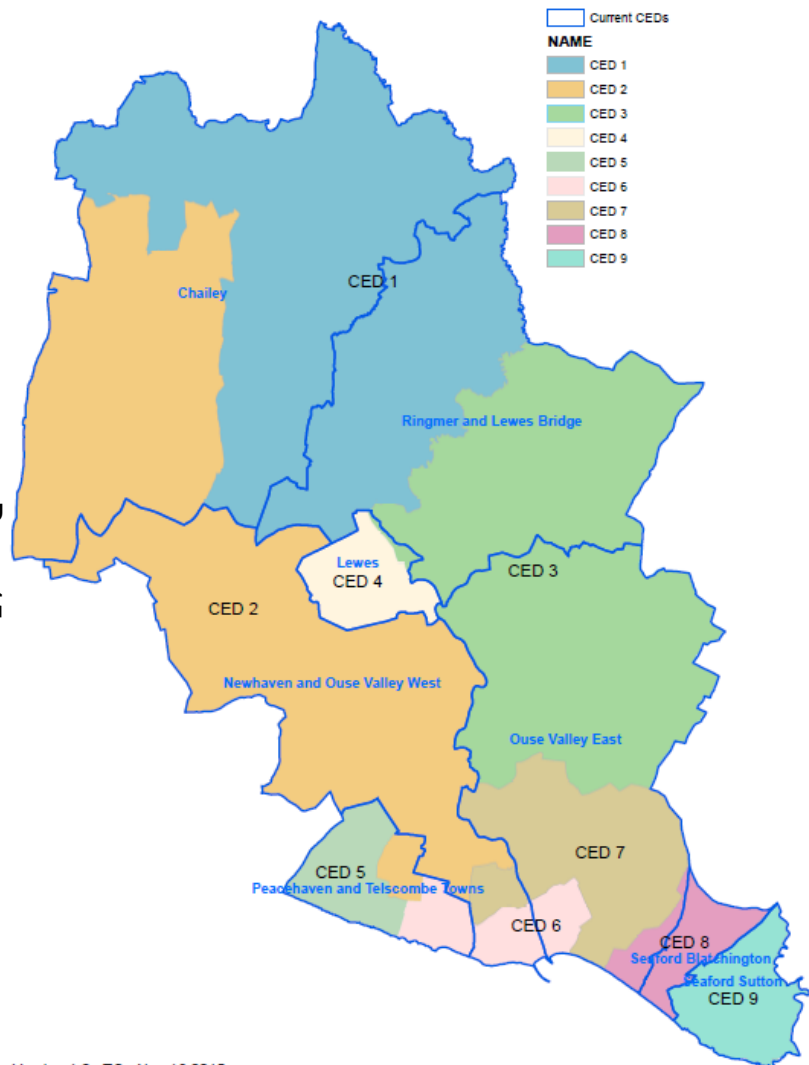 Current CEDs
NAME
CED 1
CED 2
CED 3
CED 4
CED 5
CED 6
CED 7
CED 8
CED 9
CED 1
Chailey
Ringmer and Lewes Bridge
Lewes
CED 4
CED 3
CED 2
Newhaven and Ouse Valley West
Ouse Valley East
CED 7
CED 5
Peacehaven and Telscombe Towns
CED 6
CED 8
Seaford Blatchington
Seaford Sutton
CED 9